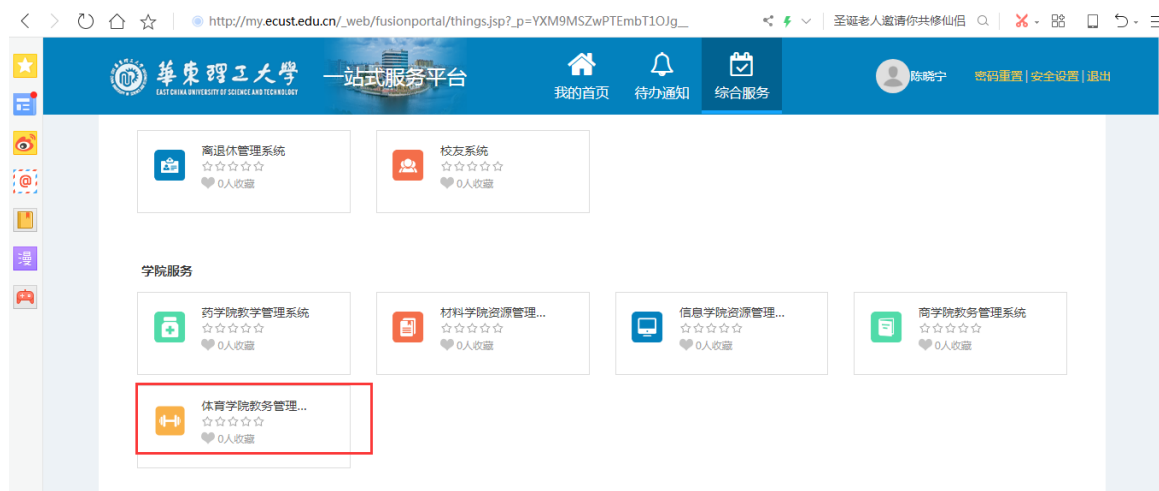 http://my.ecust.edu.cn/_web/fusionportal/things.jsp?_p=YXM9MSZwPTEmbT1OJg__
圣诞老人邀请你共修仙侣
華東理工大學
EAST CHINA UNIVERSITY OF SCIENCE AND TECHNOLOGY
一站式服务平台
我的首页
待办通知
综合服务
陈晓宁
密码重置|安全设置|退出
@
漫
离退休管理系统
0人收藏
校友系统
0人收藏
学院服务
药学院教学管理系统
0人收藏
材料学院资源管理...
0人收藏
信息学院资源管理...
0人收藏
商学院教务管理系统
0人收藏
体育学院教务管理...
0人收藏